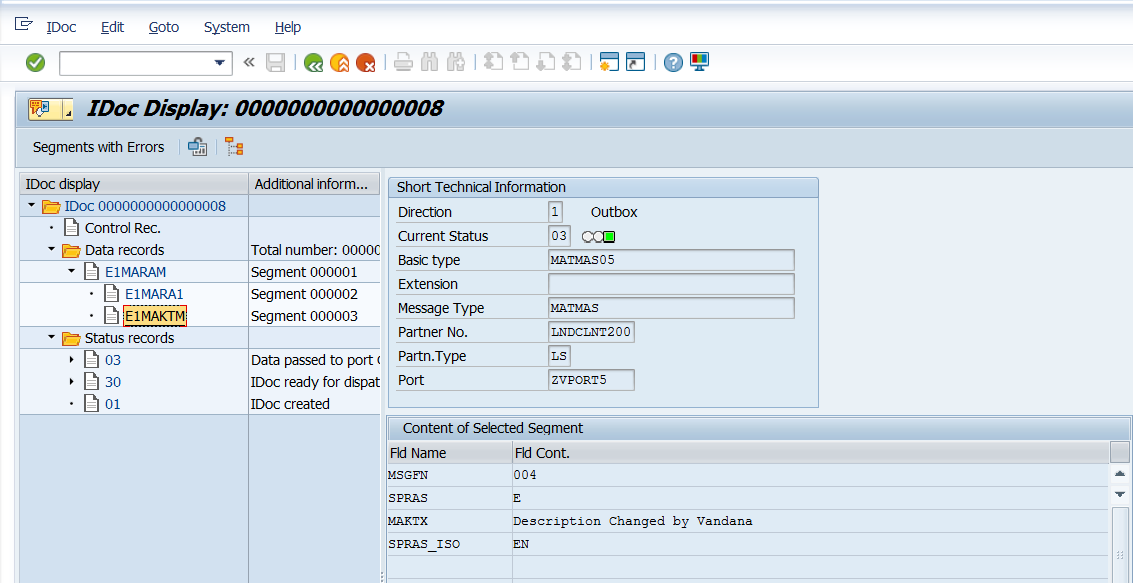 IDoc Edit Goto System Help
IDoc Display: 0000000000000008
Segments with Errors
IDoc display Additional inform...
IDoc 0000000000000008
Control Rec.
Data records Total number: 00000
E1MARAM Segment 000001
E1MARA1 Segment 000002
E1MAKTM Segment 000003
Status records
03 Data passed to port
30 IDoc ready for dispat
01 IDoc created
Short Technical Information
Direction 1 Outbox
Current Status 03
Basic type MATMAS05
Extension
Message Type MATMAS
Partner No. LNDCLNT200
Partn.Type LS
Port ZVPORT5
Content of Selected Segment
Fld Name Fld Cont.
MSGFN 004
SPRAS E
MAKTX Description Changed by Vandana
SPRAS_ISO EN